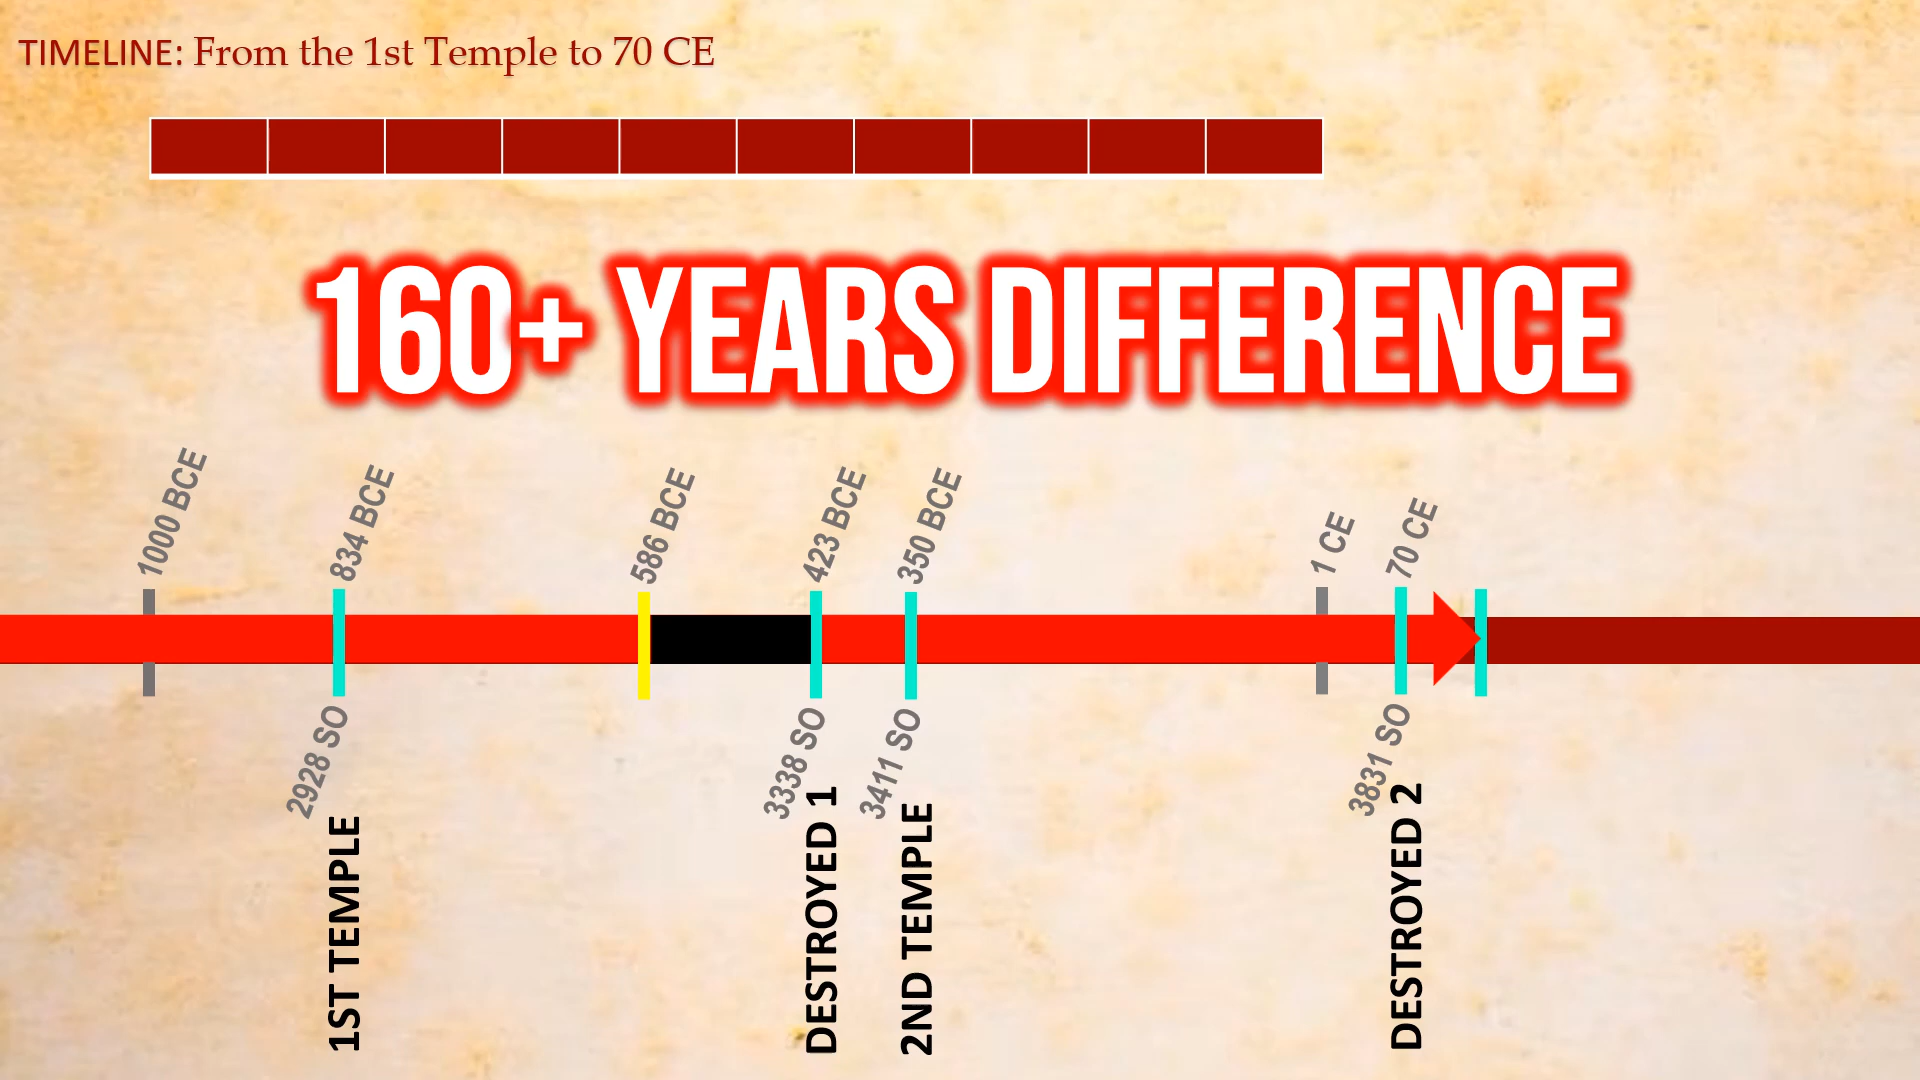 TIMELINE: From the 1st Temple to 70 CE
160+ YEARS DIFFERENCE
1000 BCE
834 BCE
586 BCE
423 BCE
350 BCE
1 CE
70 CE
2928 SO
3338 SO
3411 SO
3831 SO
1ST TEMPLE
DESTROYED 1
2ND TEMPLE
DESTROYED 2